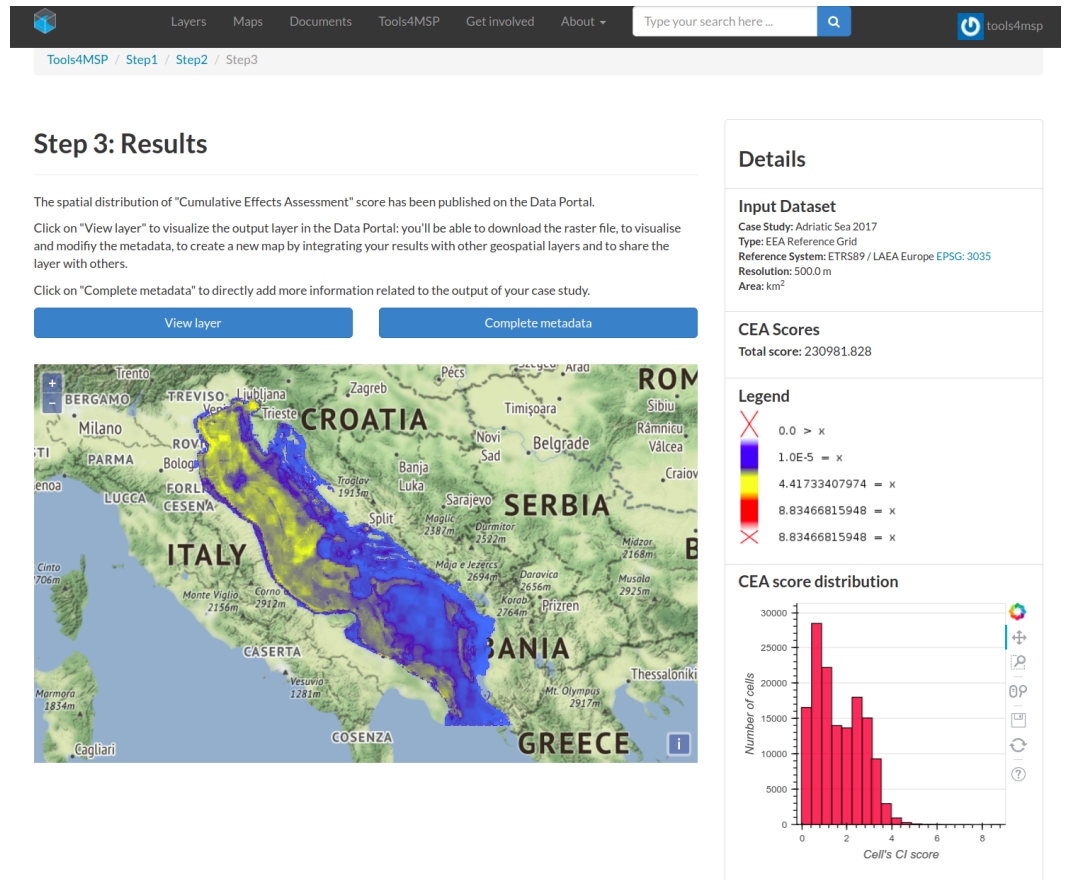 Layers Maps Documents Tools4MSP Get involved About Type your search here ... tools4msp
Tools4MSP / Step1 / Step2 / Step3
Step 3: Results
The spatial distribution of "Cumulative Effects Assessment" score has been published on the Data Portal.
Click on "View layer" to visualize the output layer in the Data Portal: you'll be able to download the raster file, to visualise
and modifiy the metadata, to create a new map by integrating your results with other geospatial layers and to share the
layer with others.
Click on "Complete metadata" to directly add more information related to the output of your case study.
View layer Complete metadata
+
−
Trento
BERGAMO
TREVISO
Ljubljana
Trieste
Zagreb
Pécs
Arad
ROM
Milano
CROATIA
Timişoara
Sibiu
Râmnicu
Vâlcea
ROVI
Novi
Sad
Belgrade
PARMA
Bolog
Banja
Luka
Craiov
enoa
LUCCA
FORLI
CESENA
Troglav
1913m
Sarajevo
SERBIA
Split
Maglic
2387m
Durmitor
2522m
ITALY
Midzor
2168m
B
Cinto
2706m
Maja e Jezercs
2694m
Daravica
2656m
Musala
2925m
Monte Viglio
2156m
Corno
2912m
Korab
2764m
Prizren
CASERTA
BANIA
Vesuvio
1281m
Thessaloniki
Mt. Olympus
2917m
Marmora
1834m
COSENZA
GREECE
Cagliari
i
Details
Input Dataset
Case Study: Adriatic Sea 2017
Type: EEA Reference Grid
Reference System: ETRS89 / LAEA Europe EPSG: 3035
Resolution: 500.0 m
Area: km²
CEA Scores
Total score: 230981.828
Legend
0.0 > x
1.0E-5 = x
4.41733407974 = x
8.83466815948 = x
8.83466815948 = x
CEA score distribution
30000
25000
20000
15000
10000
5000
0
Number of cells
0 2 4 6 8
Cell's CI score